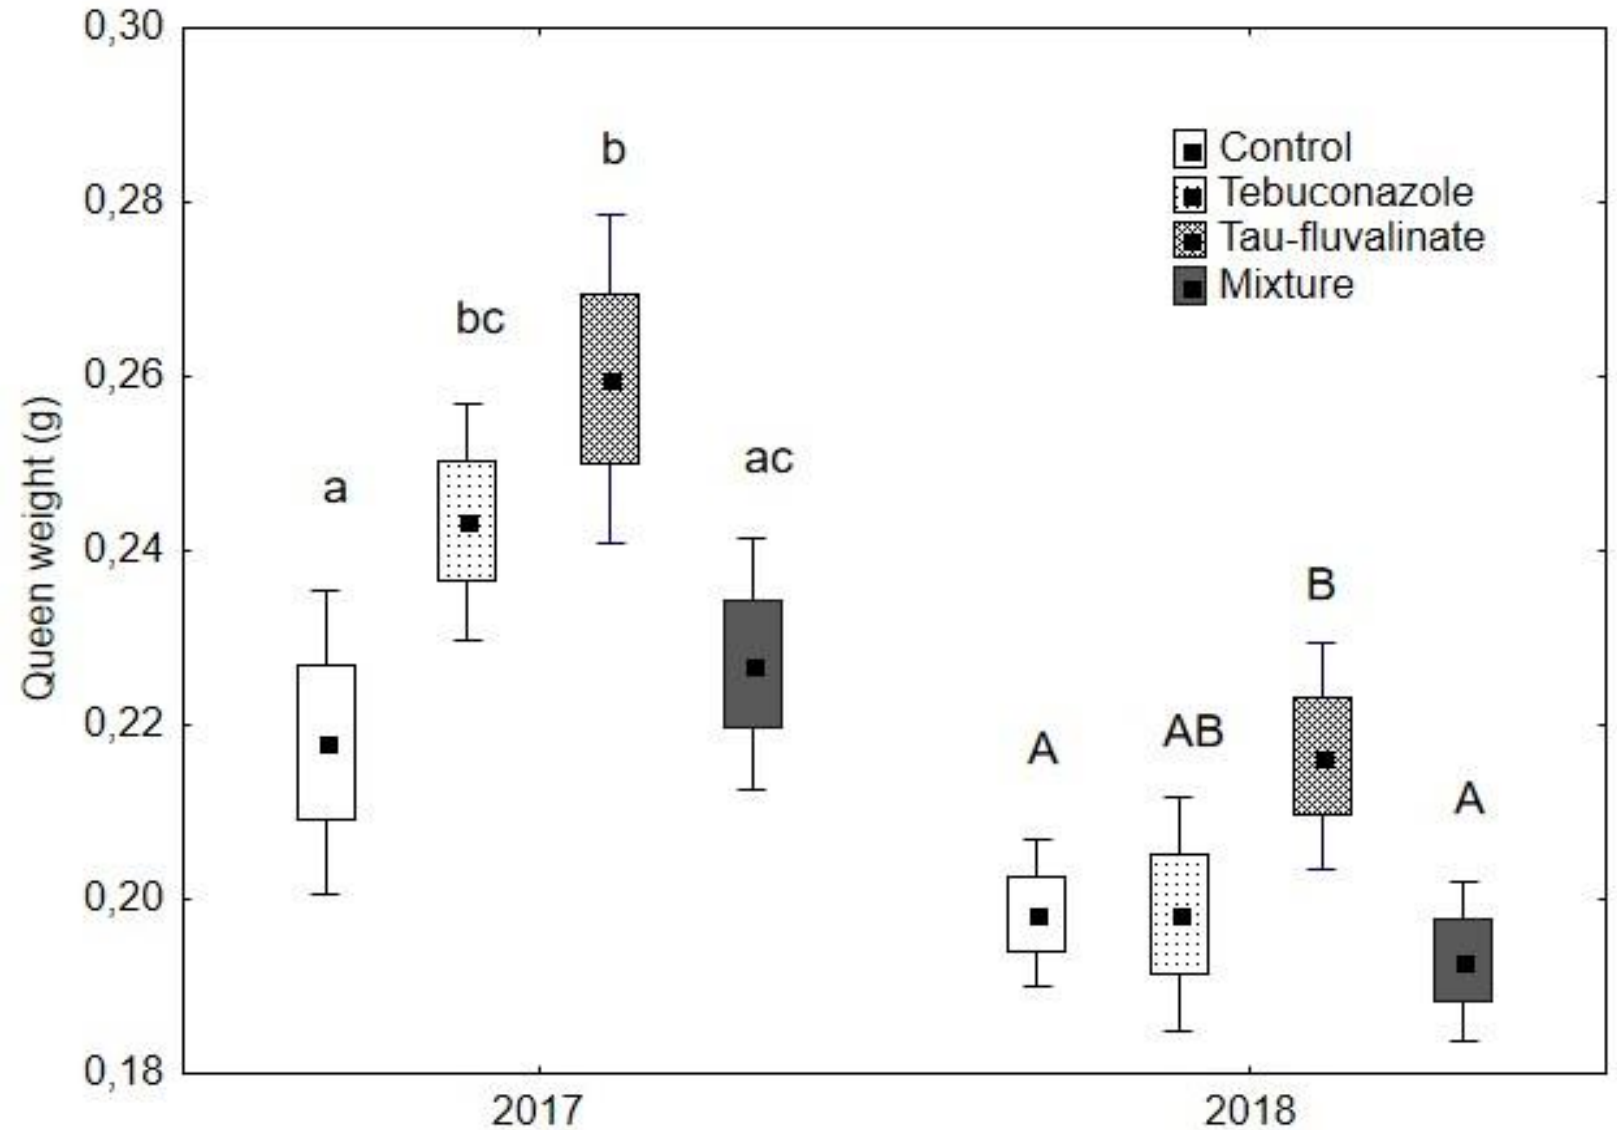 0,30
0,28
0,26
0,24
0,22
0,20
0,18
Queen weight (g)
a
bc
b
ac
A
AB
B
A
Control
Tebuconazole
Tau-fluvalinate
Mixture
2017
2018